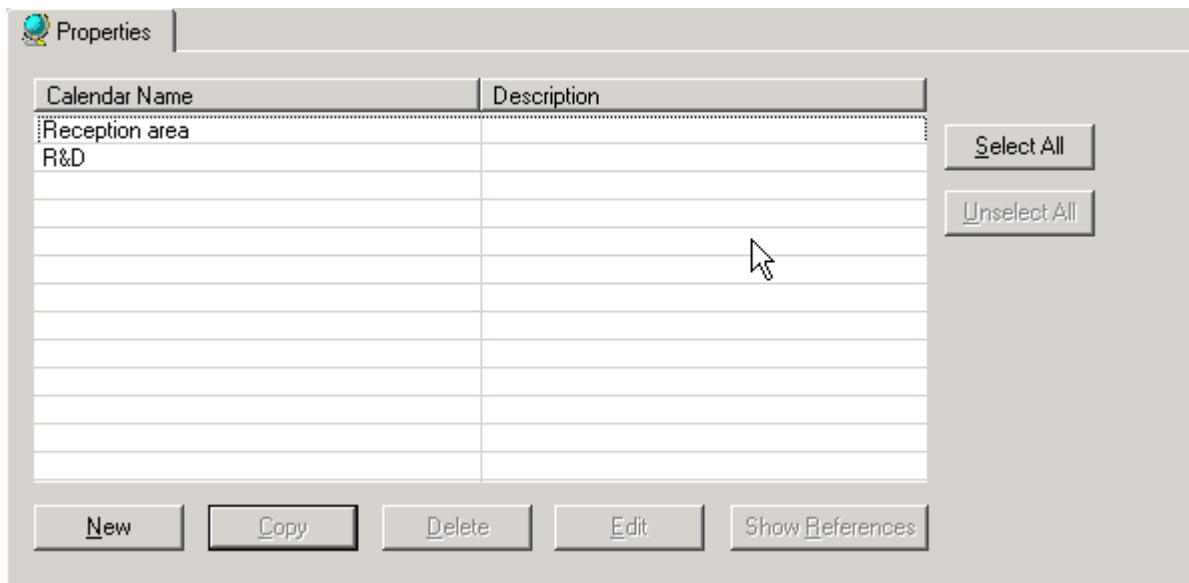 Properties
Calendar Name Description
Reception area
R&D
Select All
Unselect All
New Copy Delete Edit Show References